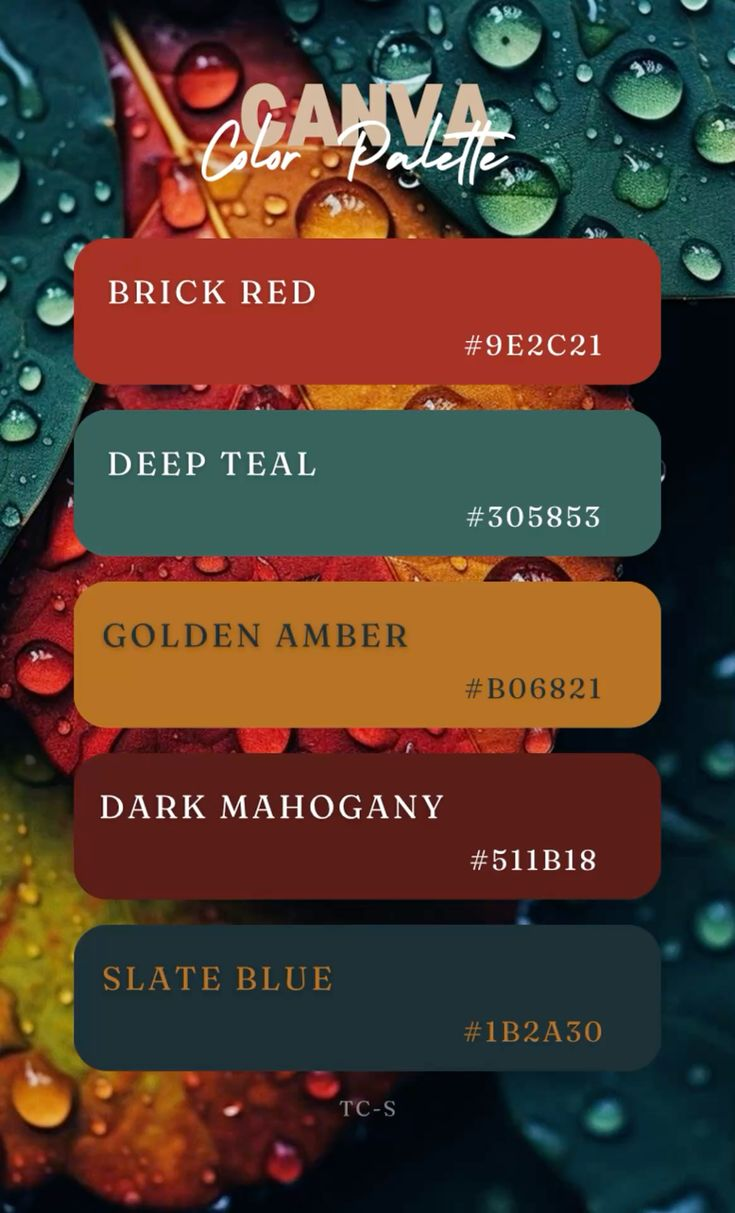 CANVA
Color Palette
BRICK RED
#9E2C21
DEEP TEAL
#305853
GOLDEN AMBER
#B06821
DARK MAHOGANY
#511B18
SLATE BLUE
#1B2A30
TC-S